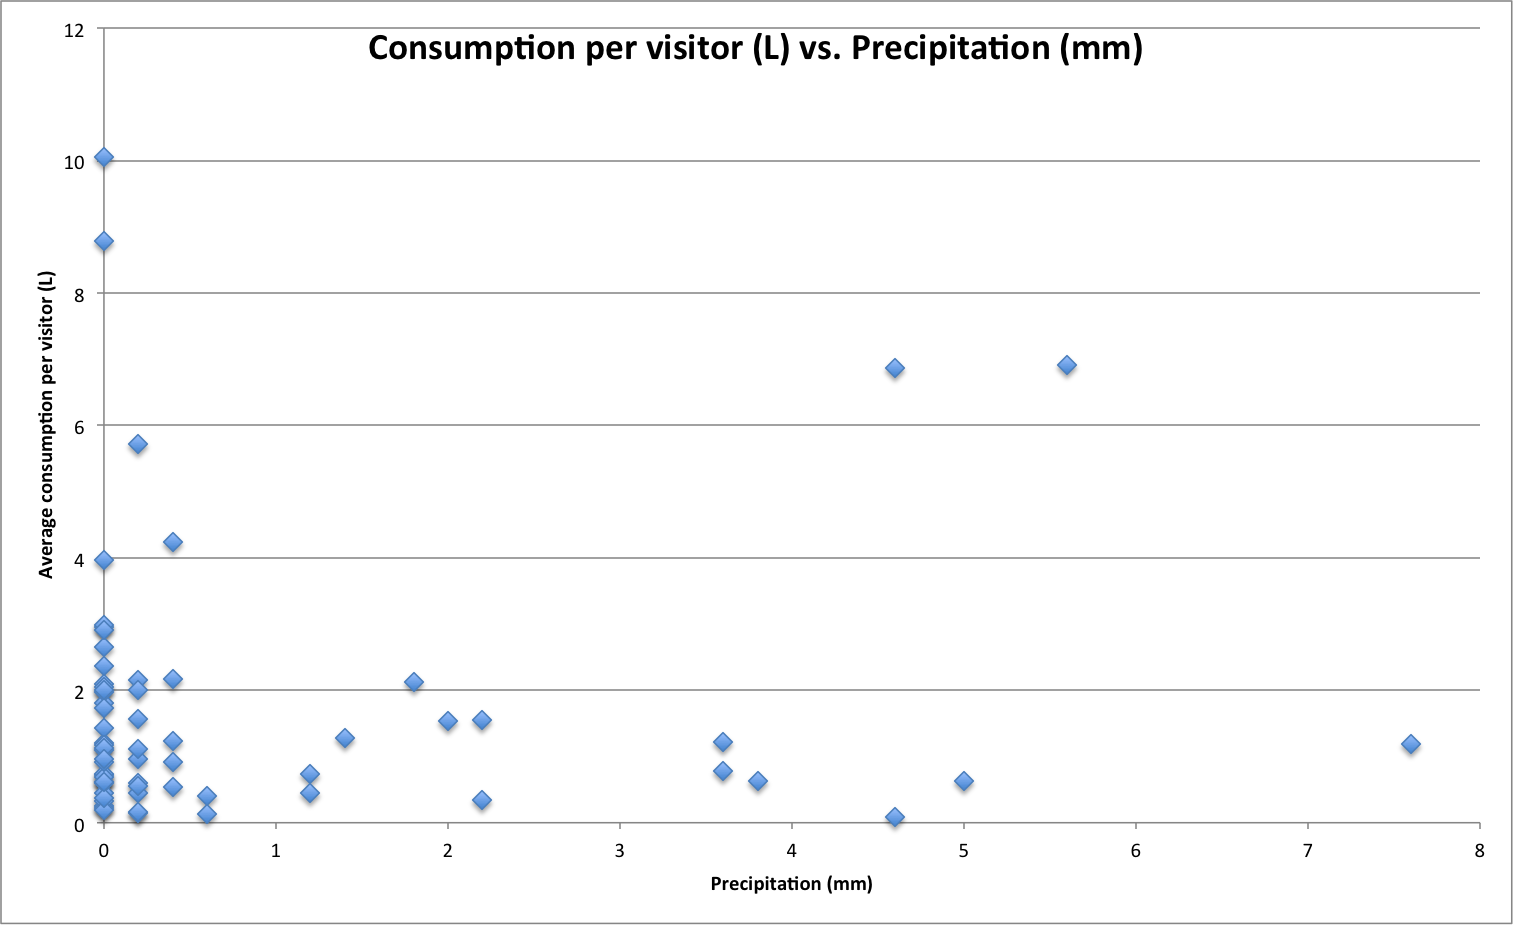 Consumption per visitor (L) vs. Precipitation (mm)
12
10
8
6
4
2
0
Average consumption per visitor (L)
0 1 2 3 4 5 6 7 8
Precipitation (mm)